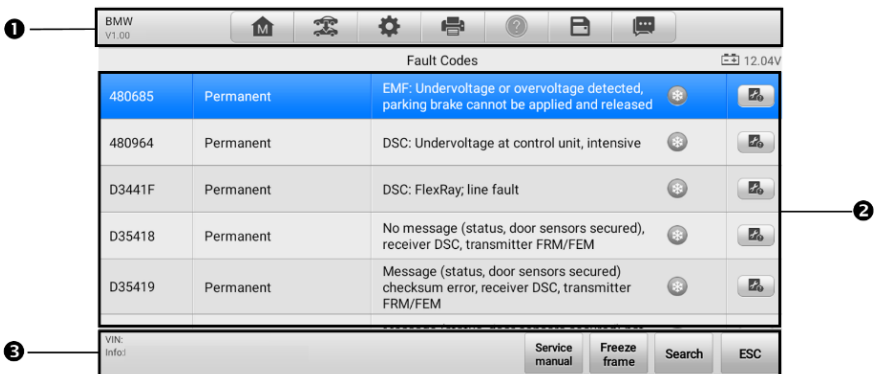 BMW
V1.00
M
?
Fault Codes
12.04V
480685
Permanent
EMF: Undervoltage or overvoltage detected,
parking brake cannot be applied and released
480964
Permanent
DSC: Undervoltage at control unit, intensive
D3441F
Permanent
DSC: FlexRay; line fault
D35418
Permanent
No message (status, door sensors secured),
receiver DSC, transmitter FRM/FEM
D35419
Permanent
Message (status, door sensors secured)
checksum error, receiver DSC, transmitter
FRM/FEM
VIN:
Info:
Service
manual
Freeze
frame
Search
ESC
1
2
3